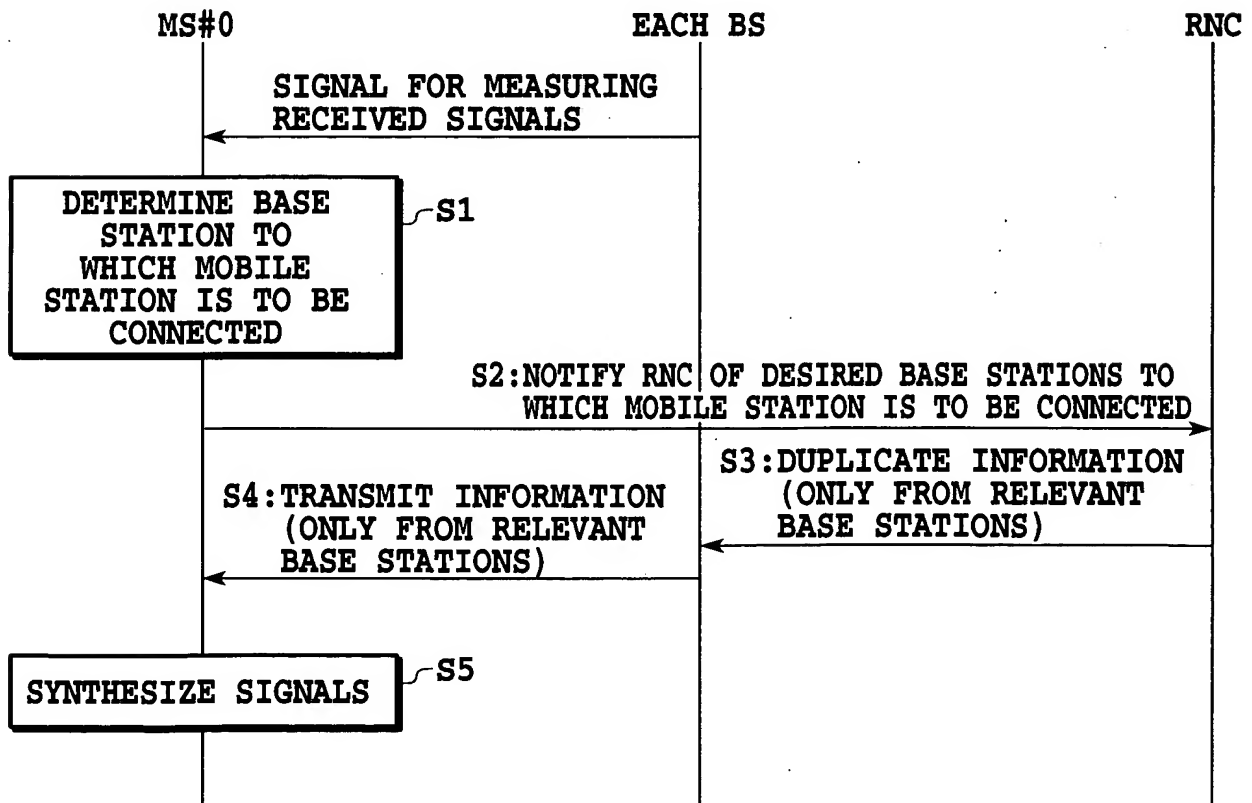 MS#0
EACH BS
RNC
SIGNAL FOR MEASURING
RECEIVED SIGNALS
DETERMINE BASE
STATION TO
WHICH MOBILE
STATION IS TO BE
CONNECTED
S1
S2:NOTIFY RNC OF DESIRED BASE STATIONS TO
WHICH MOBILE STATION IS TO BE CONNECTED
S3:DUPLICATE INFORMATION
(ONLY FROM RELEVANT
BASE STATIONS)
S4:TRANSMIT INFORMATION
(ONLY FROM RELEVANT
BASE STATIONS)
SYNTHESIZE SIGNALS
S5